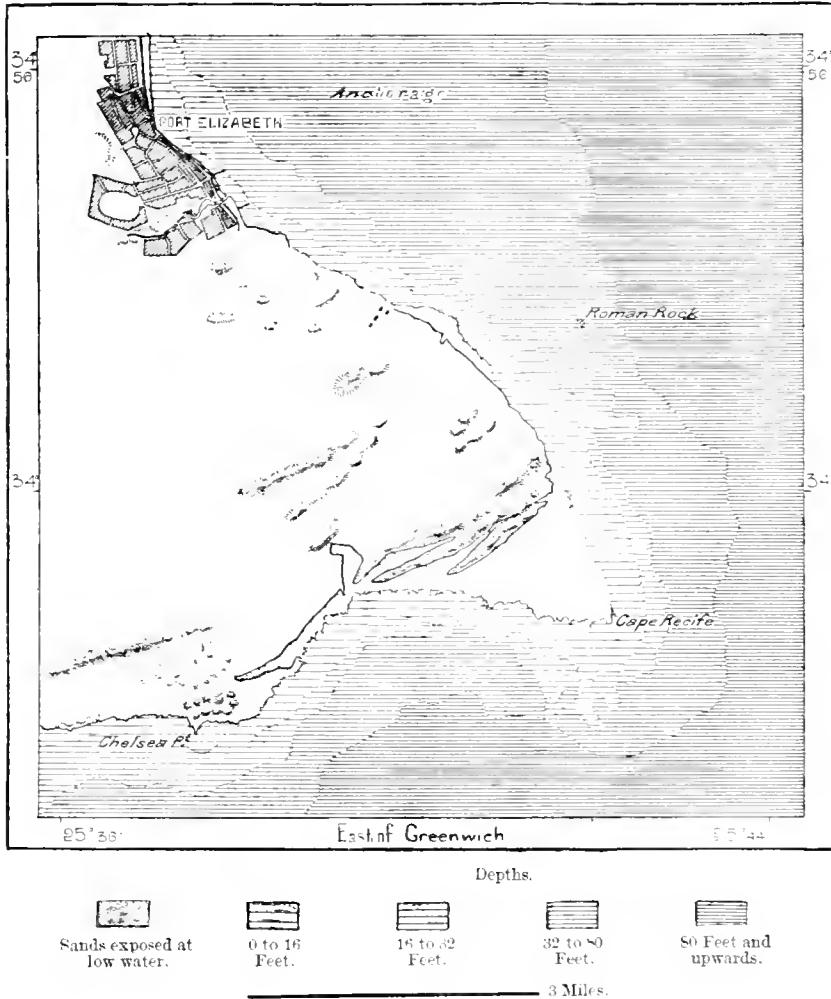 34°
56
34°
56
Anchorage
PORT ELIZABETH
Roman Rock
34°
34°
Cape Recife
Chelsea Pt.
25°36'
East of Greenwich
25°44'
Depths.
Sands exposed at
low water.
0 to 16
Feet.
16 to 32
Feet.
32 to 80
Feet.
80 Feet and
upwards.
3 Miles.